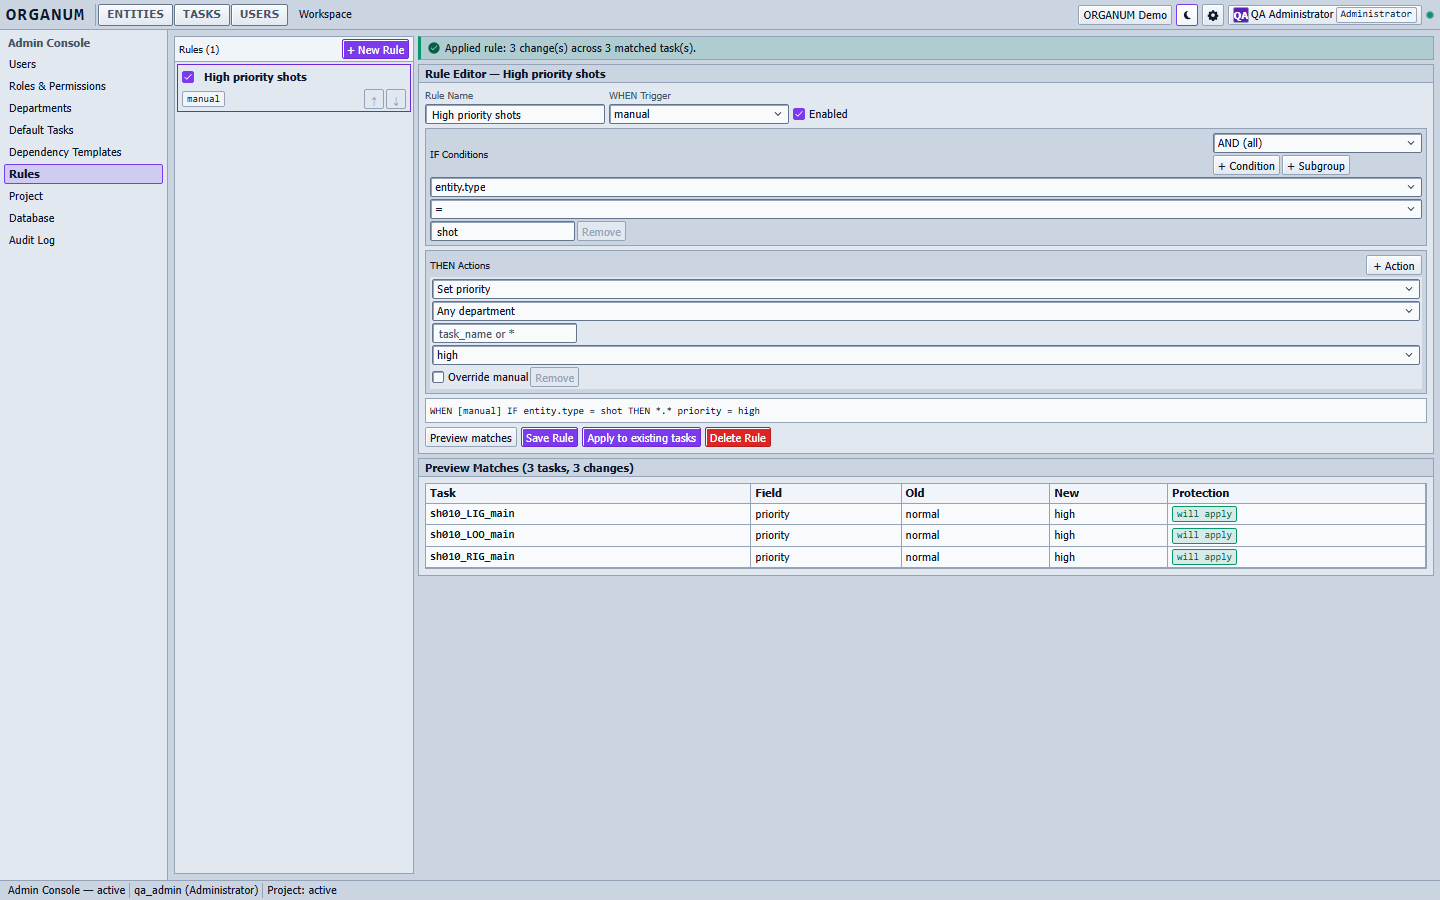 ORGANUM ENTITIES TASKS USERS Workspace ORGANUM Demo QA QA Administrator Administrator
Admin Console
Users
Roles & Permissions
Departments
Default Tasks
Dependency Templates
Rules
Project
Database
Audit Log
Rules (1) + New Rule
High priority shots
manual ↑ ↓
Applied rule: 3 change(s) across 3 matched task(s).
Rule Editor — High priority shots
Rule Name WHEN Trigger
High priority shots manual Enabled
IF Conditions AND (all)
+ Condition + Subgroup
entity.type
=
shot Remove
THEN Actions + Action
Set priority
Any department
task_name or *
high
Override manual Remove
WHEN [manual] IF entity.type = shot THEN *.* priority = high
Preview matches Save Rule Apply to existing tasks Delete Rule
Preview Matches (3 tasks, 3 changes)
Task Field Old New Protection
sh010_LIG_main priority normal high will apply
sh010_LOO_main priority normal high will apply
sh010_RIG_main priority normal high will apply
Admin Console — active qa_admin (Administrator) Project: active